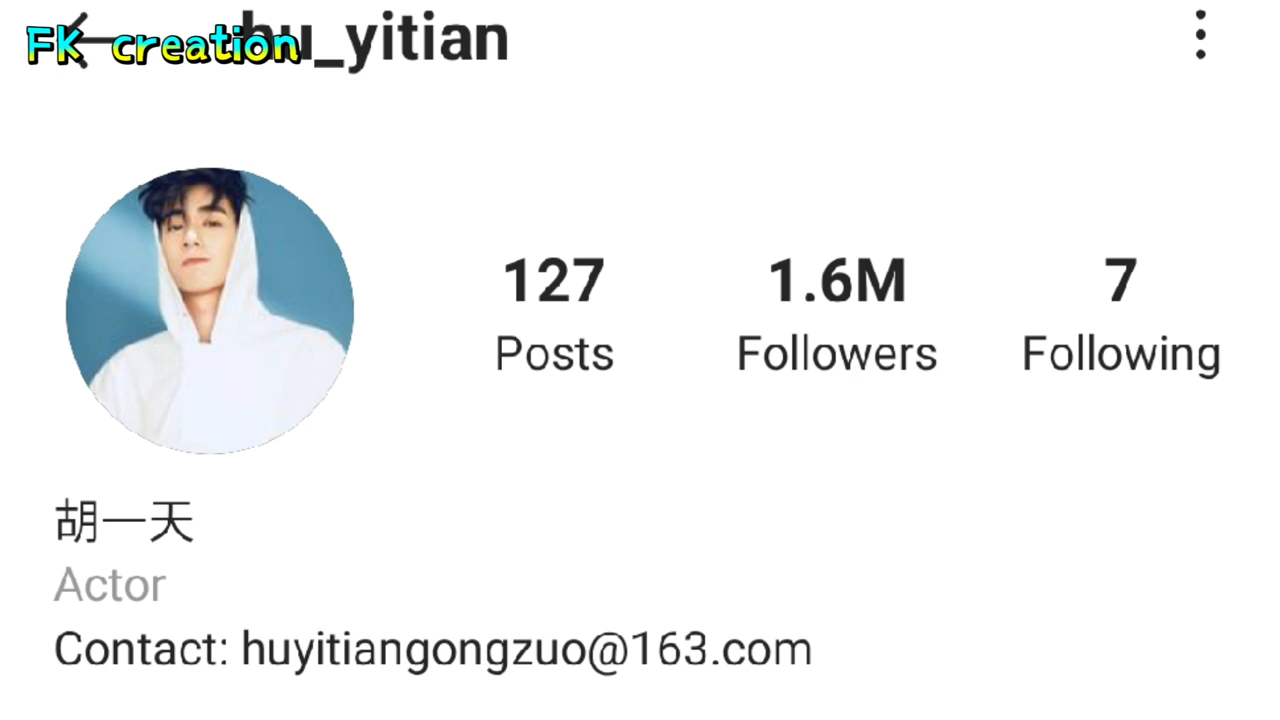 FK creation
hu_yitian
127 1.6M 7
Posts Followers Following
胡一天
Actor
Contact: huyitiangongzuo@163.com